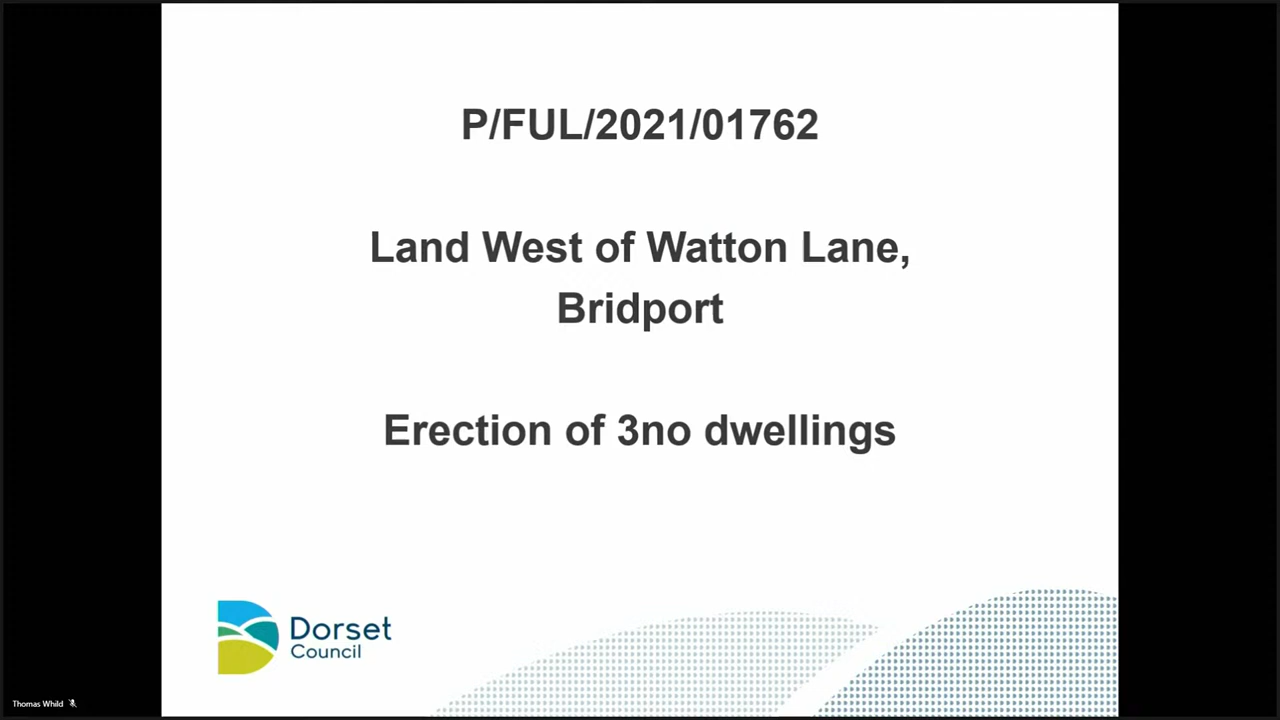 P/FUL/2021/01762
Land West of Watton Lane,
Bridport
Erection of 3no dwellings
Dorset
Council
Thomas Whild